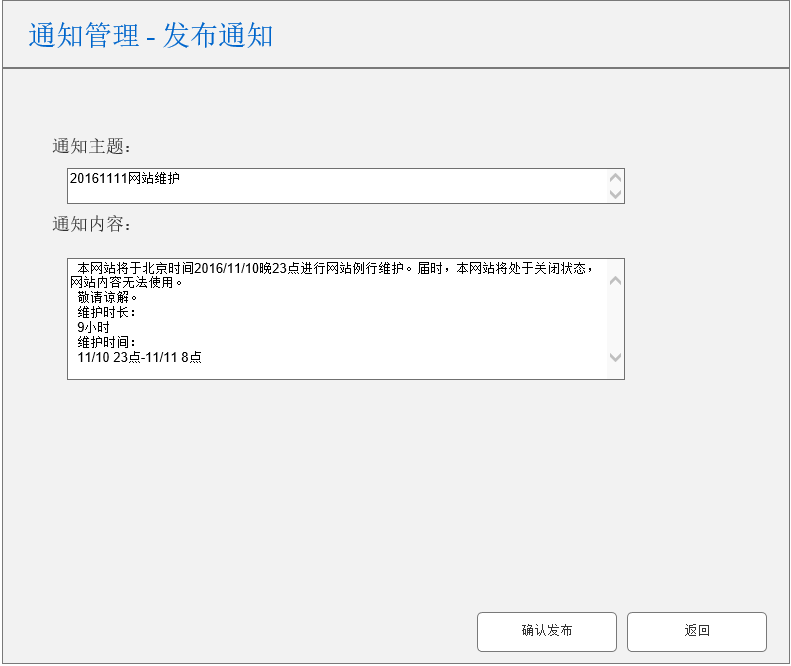 通知管理 - 发布通知
通知主题：
20161111网站维护
通知内容：
本网站将于北京时间2016/11/10晚23点进行网站例行维护。届时，本网站将处于关闭状态，
网站内容无法使用。
敬请谅解。
维护时长：
9小时
维护时间：
11/10 23点-11/11 8点
确认发布
返回